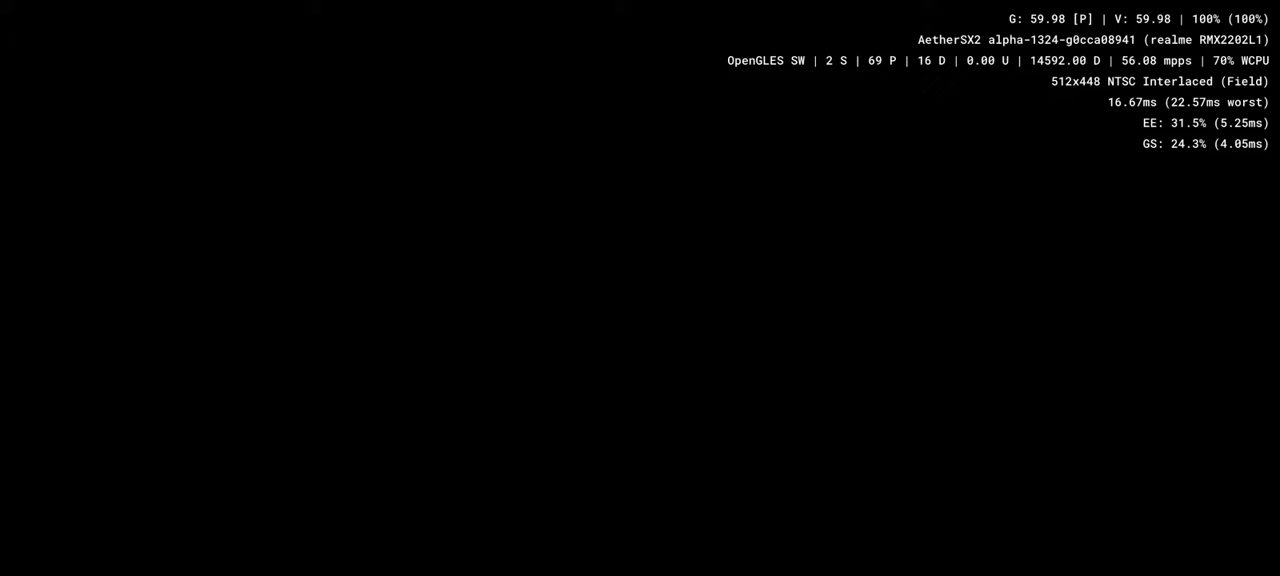 G: 59.98 [P] | V: 59.98 | 100% (100%)
AetherSX2 alpha-1324-g0cca08941 (realme RMX2202L1)
OpenGLES SW | 2 S | 69 P | 16 D | 0.00 U | 14592.00 D | 56.08 mpps | 70% WCPU
512x448 NTSC Interlaced (Field)
16.67ms (22.57ms worst)
EE: 31.5% (5.25ms)
GS: 24.3% (4.05ms)